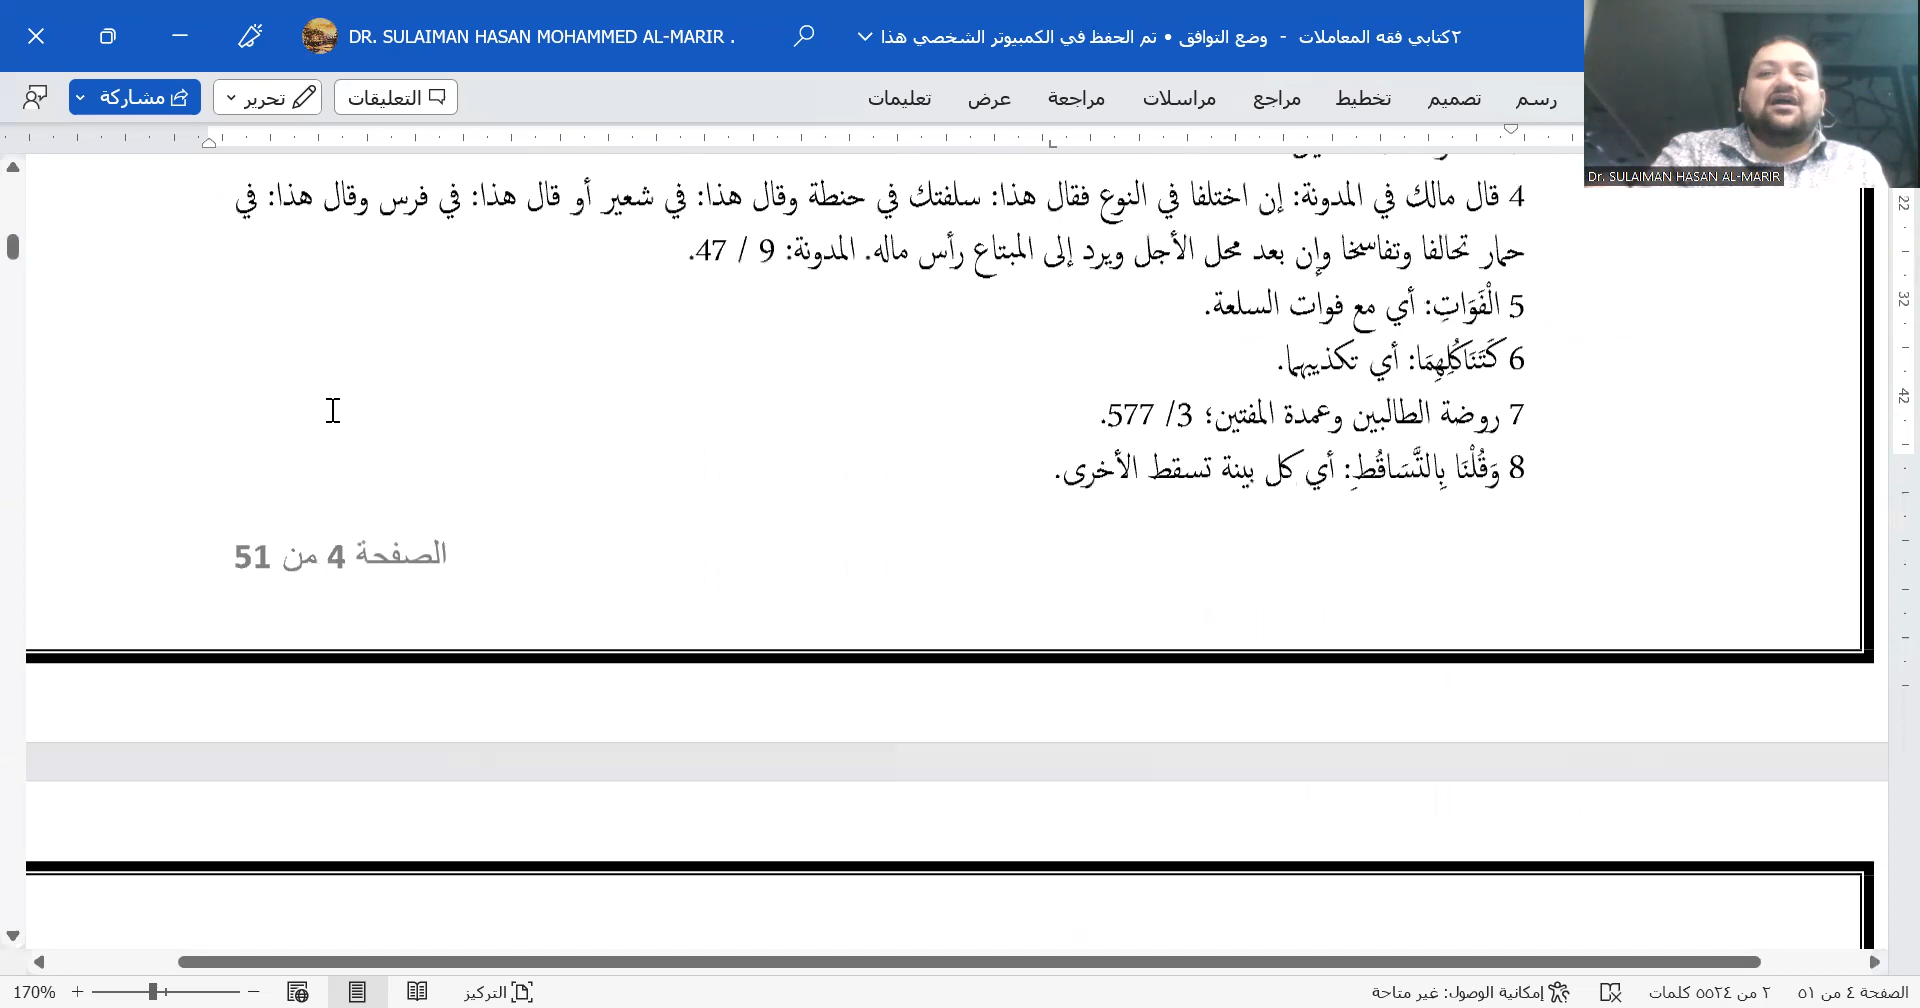 ٢كتابي فقه المعاملات - وضع التوافق • تم الحفظ في الكمبيوتر الشخصي هذا
DR. SULAIMAN HASAN MOHAMMED AL-MARIR .
رسم تصميم تخطيط مراجع مراسلات مراجعة عرض تعليمات
التعليقات
تحرير
مشاركة
Dr. SULAIMAN HASAN AL-MARIR
4 قال مالك في المدونة: إن اختلفا في النوع فقال هذا: سلفتك في حنطة وقال هذا: في شعير أو قال هذا: في فرس وقال هذا: في
حمار تحالفا وتفاسخا وإن بعد محل الأجل ويرد إلى المبتاع رأس ماله. المدونة: 9 / 47.
5 الْفَوَاتِ: أي مع فوات السلعة.
6 كَتَنَاكُلِهِمَا: أي تكذيبهما.
7 روضة الطالبين وعمدة المفتين؛ 3/ 577.
8 وَقُلْنَا بِالتَّسَاقُطِ: أي كل بينة تسقط الأخرى.
الصفحة 4 من 51
22
32
42
الصفحة ٤ من ٥١
٢ من ٥٥٢٤ كلمات
إمكانية الوصول: غير متاحة
التركيز
170%